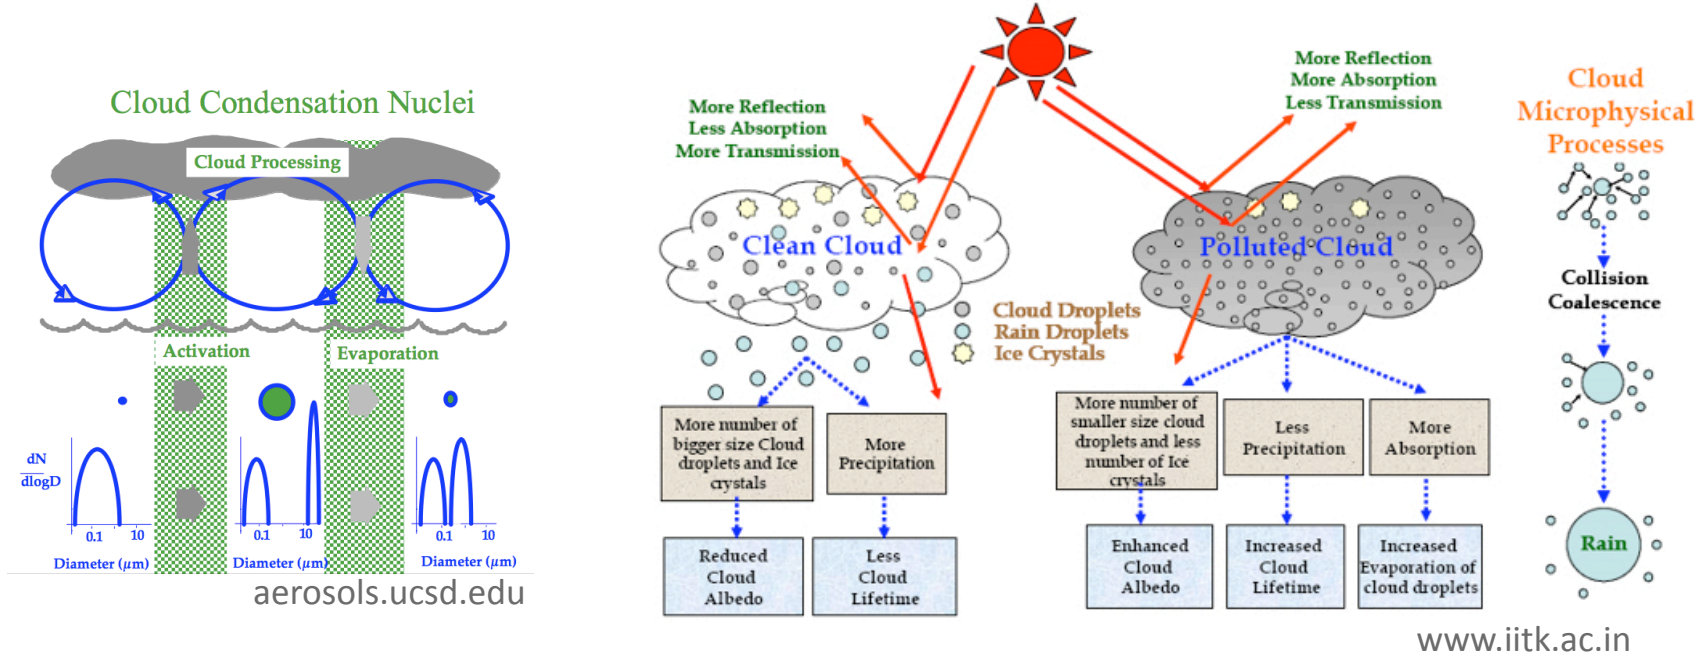 Cloud Condensation Nuclei
Cloud Processing
Activation
Evaporation
dN
dlogD
0.1
10
Diameter (µm)
0.1
10
Diameter (µm)
0.1
10
Diameter (µm)
aerosols.ucsd.edu
More Reflection
Less Absorption
More Transmission
More Reflection
More Absorption
Less Transmission
Clean Cloud
Polluted Cloud
Cloud Droplets
Rain Droplets
Ice Crystals
More number of
bigger size Cloud
droplets and Ice
crystals
More
Precipitation
Reduced
Cloud
Albedo
Less
Cloud
Lifetime
More number of
smaller size cloud
droplets and less
number of Ice
crystals
Less
Precipitation
More
Absorption
Enhanced
Cloud
Albedo
Increased
Cloud
Lifetime
Increased
Evaporation of
cloud droplets
Cloud
Microphysical
Processes
Collision
Coalescence
Rain
www.iitk.ac.in